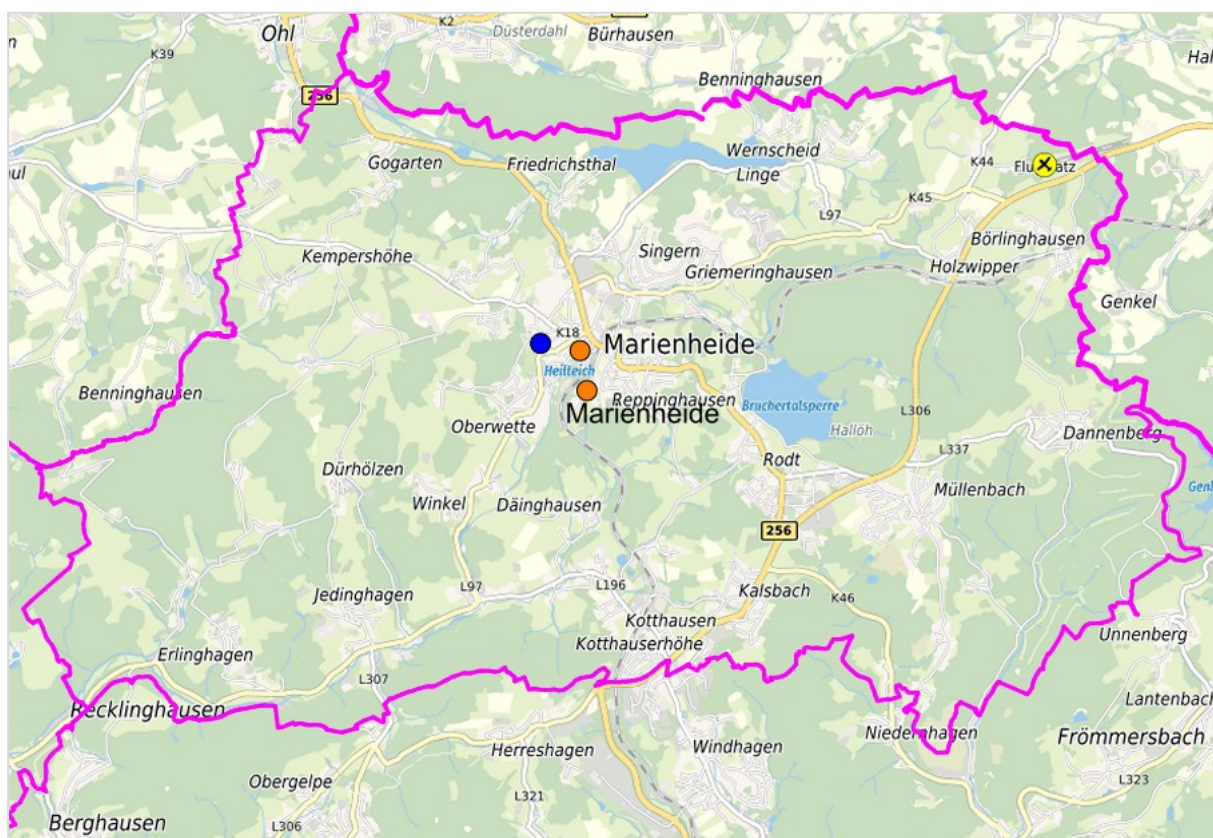 K2
Ohl
Düsterdahl
Bürhausen
K39
Benninghausen
256
Gogarten
Friedrichsthal
Wernscheid
Linge
K44
K45
L97
Singern
Börlinghausen
Kempershöhe
Griemeringhausen
Holzwipper
Genkel
K18
Marienheide
Heilteich
Benninghausen
Marienheide
Reppinghausen
Bruchertalsperre
L306
Oberwette
Hallöh
Dannenberg
L337
Rodt
Dürhölzen
Müllenbach
Winkel
Däinghausen
256
L97
L196
Kalsbach
K46
Jedinghagen
Kotthausen
Kotthauserhöhe
Unnenberg
Erlinghagen
L307
Recklinghausen
Lantenbach
Niedernhagen
Frömmersbach
Herreshagen
Windhagen
Obergelpe
L323
L321
L306
Berghausen